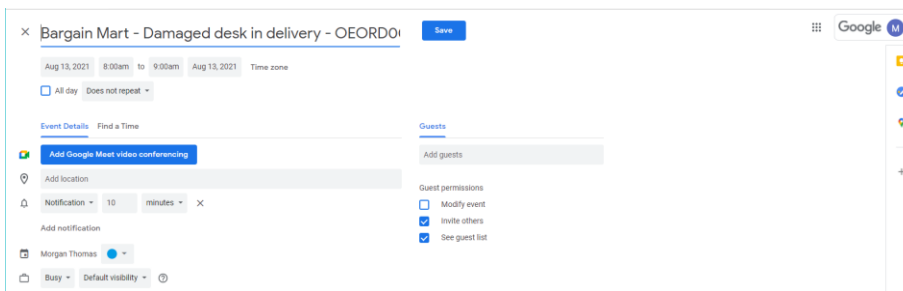 Bargain Mart - Damaged desk in delivery - OEORD0
Save
Google M
Aug 13, 2021 8:00am to 9:00am Aug 13, 2021 Time zone
All day Does not repeat
Event Details Find a Time
Guests
Add Google Meet video conferencing
Add guests
Add location
Guest permissions
Notification 10 minutes
Modify event
Invite others
Add notification
See guest list
Morgan Thomas
Busy Default visibility